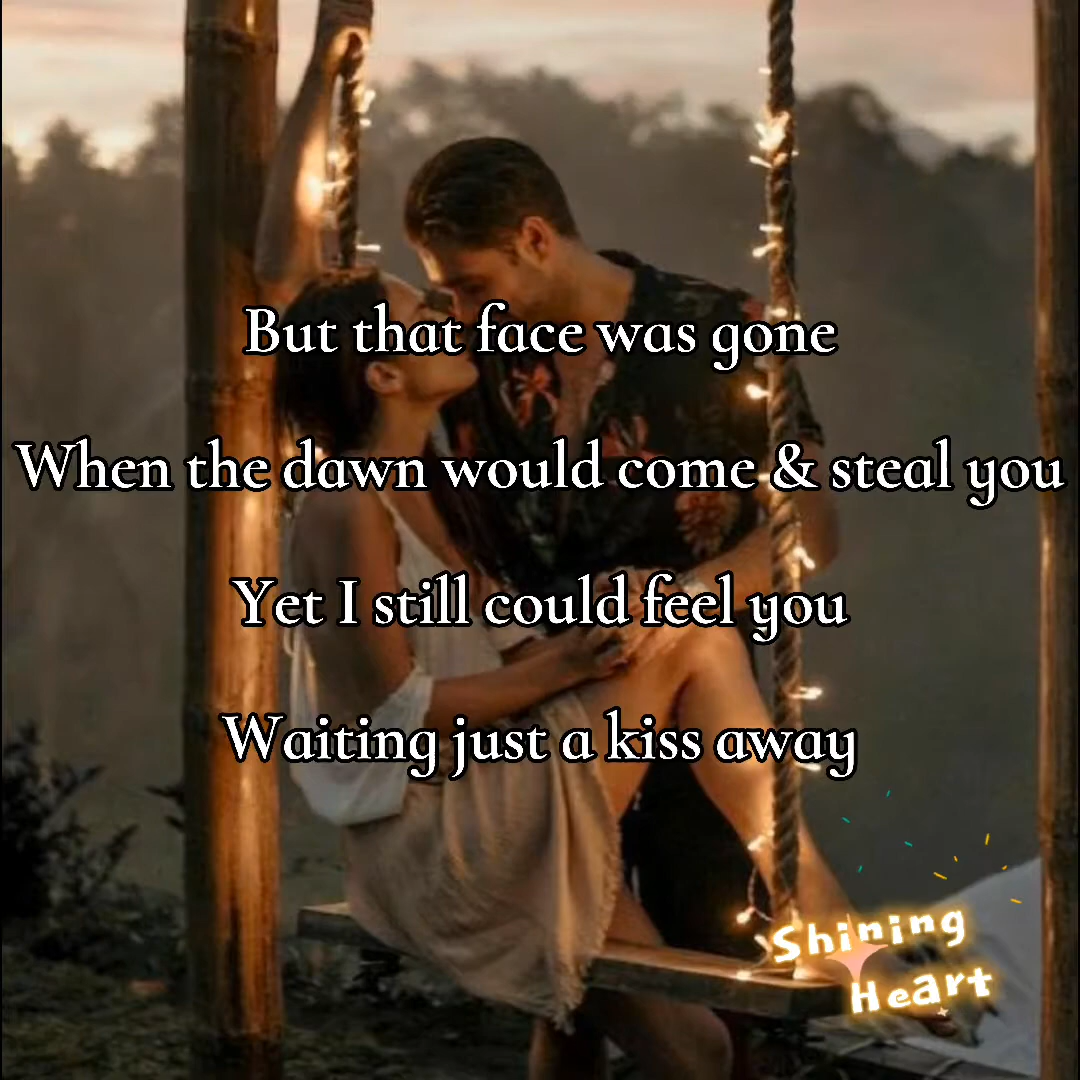 But that face was gone
When the dawn would come & steal you
Yet I still could feel you
Waiting just a kiss away
Shining
Heart